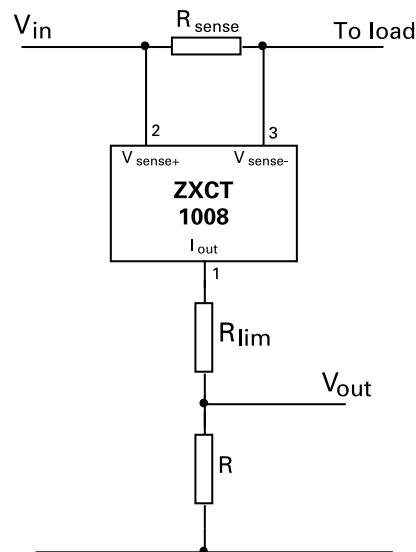 Rsense
Vin
To load
2
3
Vsense+
Vsense-
ZXCT
1008
Iout
1
Rlim
Vout
R